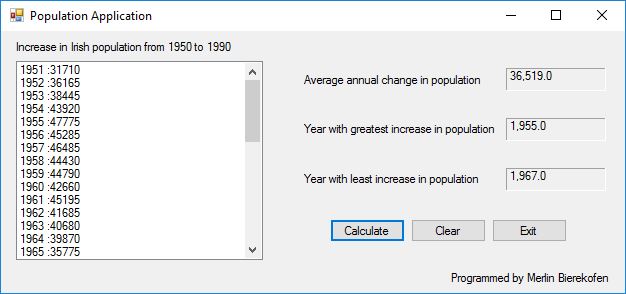 Population Application
Increase in Irish population from 1950 to 1990
1951 :31710
1952 :36165
1953 :38445
1954 :43920
1955 :47775
1956 :45285
1957 :46485
1958 :44430
1959 :44790
1960 :42660
1961 :45195
1962 :41685
1963 :40680
1964 :39870
1965 :35775
Average annual change in population 36,519.0
Year with greatest increase in population 1,955.0
Year with least increase in population 1,967.0
Calculate Clear Exit
Programmed by Merlin Bierekofen